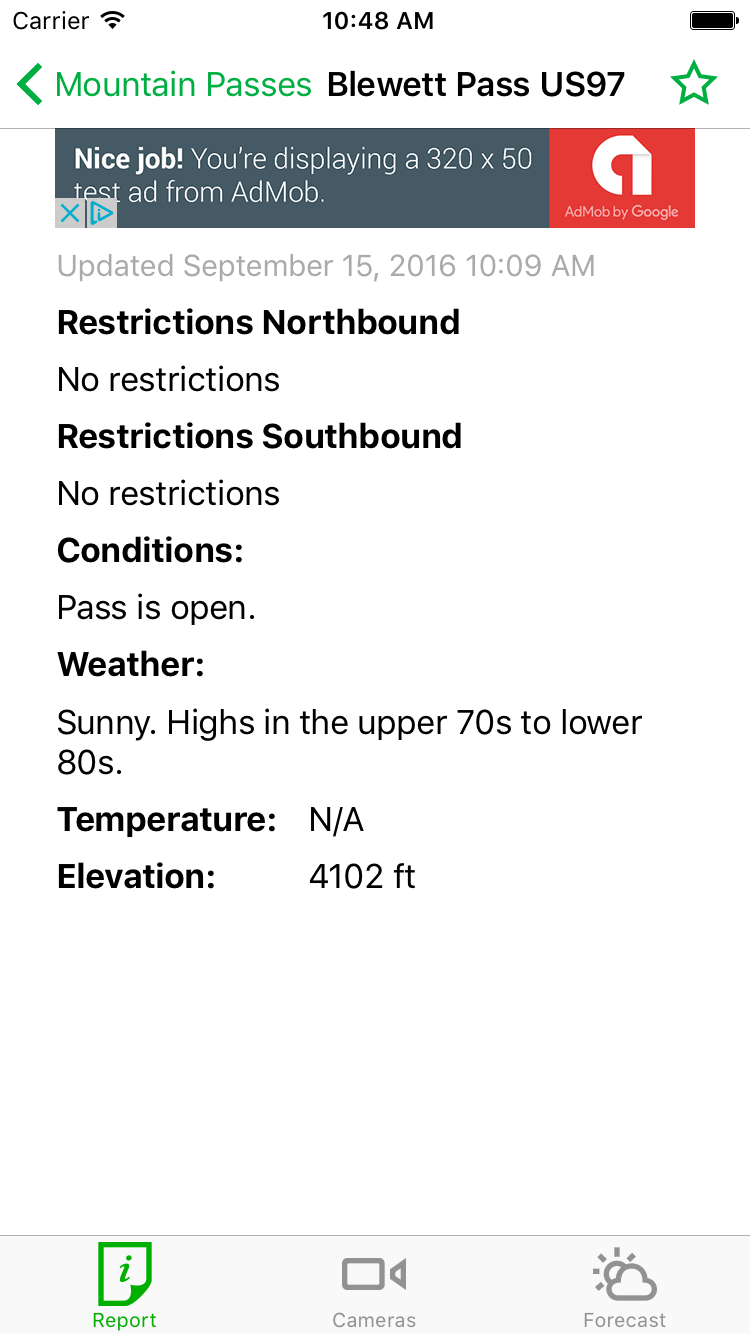 Carrier 10:48 AM
Mountain Passes Blewett Pass US97
Nice job! You're displaying a 320 x 50
test ad from AdMob.
AdMob by Google
Updated September 15, 2016 10:09 AM
Restrictions Northbound
No restrictions
Restrictions Southbound
No restrictions
Conditions:
Pass is open.
Weather:
Sunny. Highs in the upper 70s to lower
80s.
Temperature: N/A
Elevation: 4102 ft
Report Cameras Forecast